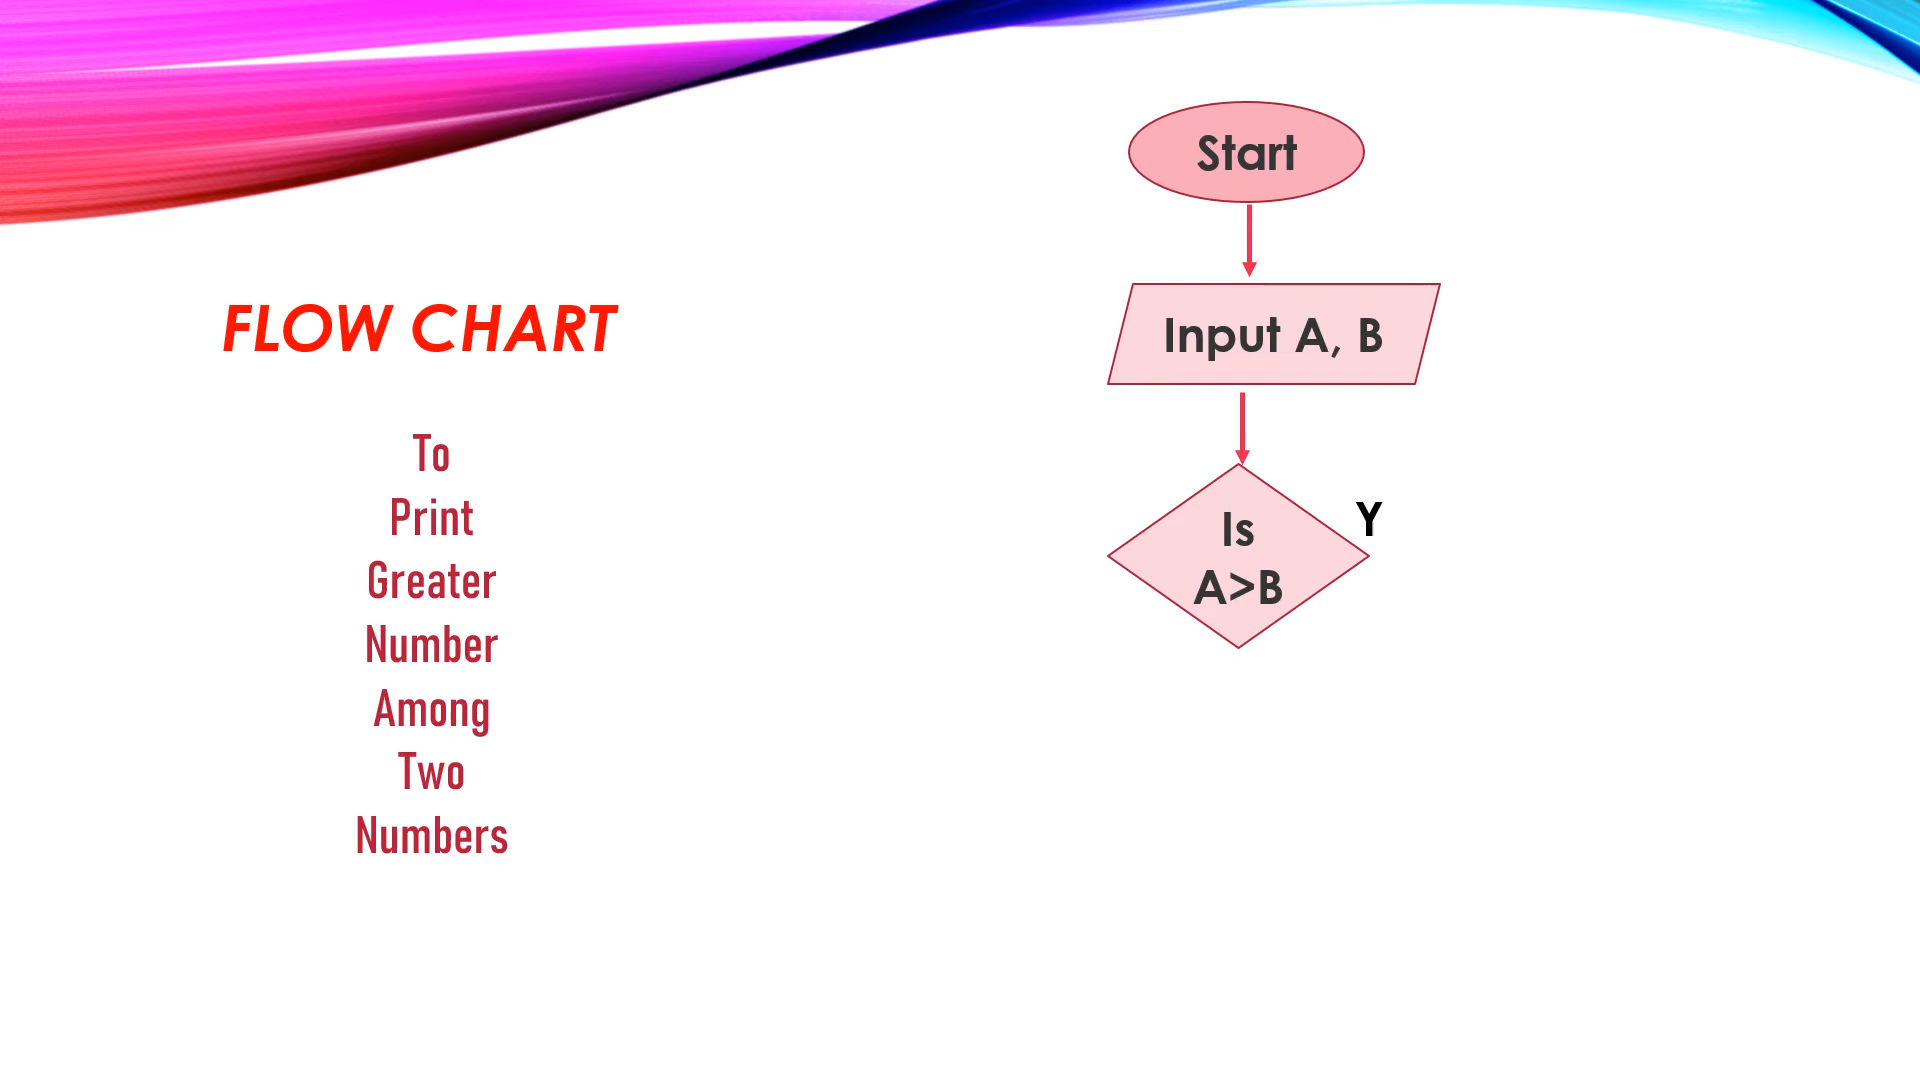 FLOW CHART
To
Print
Greater
Number
Among
Two
Numbers
Start
Input A, B
Is
A>B
Y